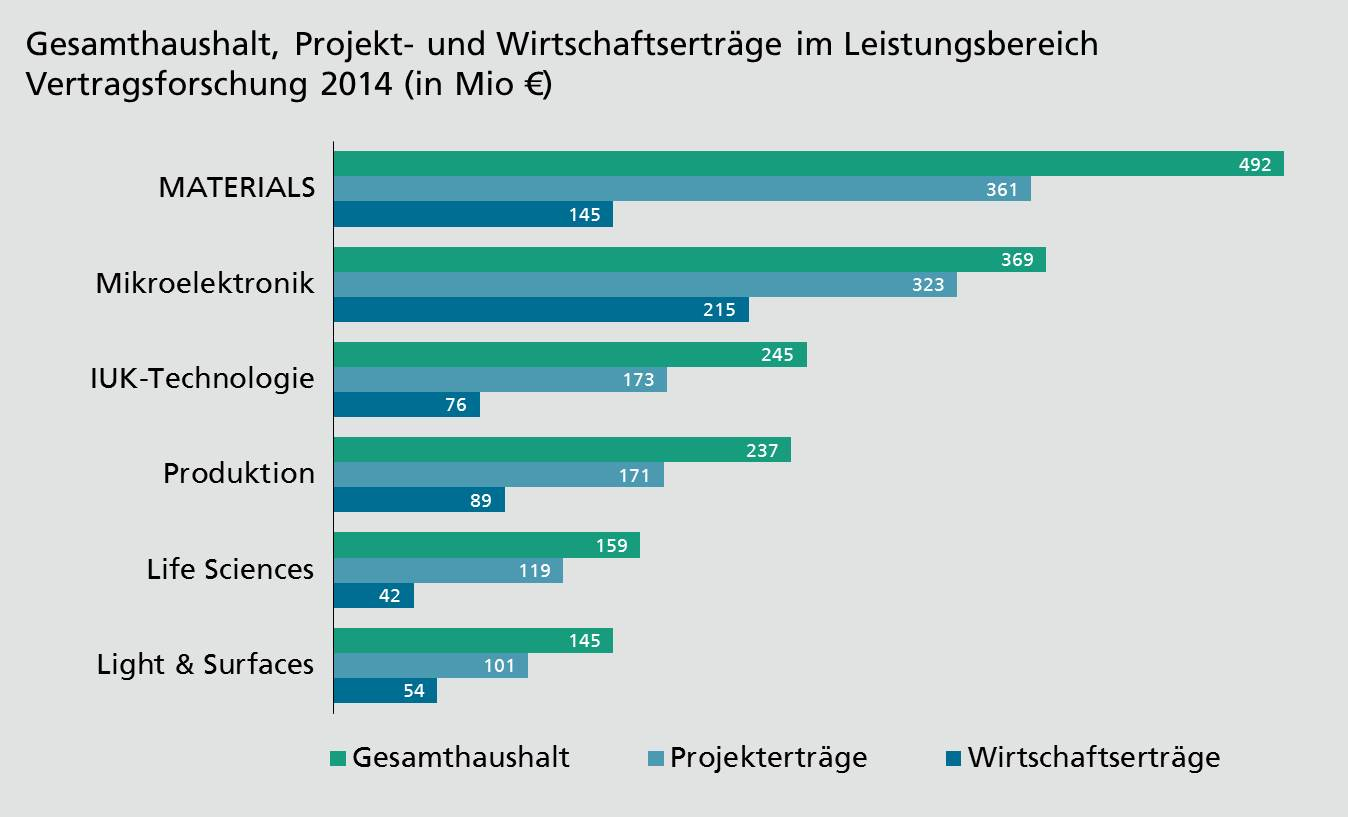 Gesamthaushalt, Projekt- und Wirtschaftserträge im Leistungsbereich
Vertragsforschung 2014 (in Mio €)
MATERIALS
492
361
145
Mikroelektronik
369
323
215
IUK-Technologie
245
173
76
Produktion
237
171
89
Life Sciences
159
119
42
Light & Surfaces
145
101
54
Gesamthaushalt Projekterträge Wirtschaftserträge